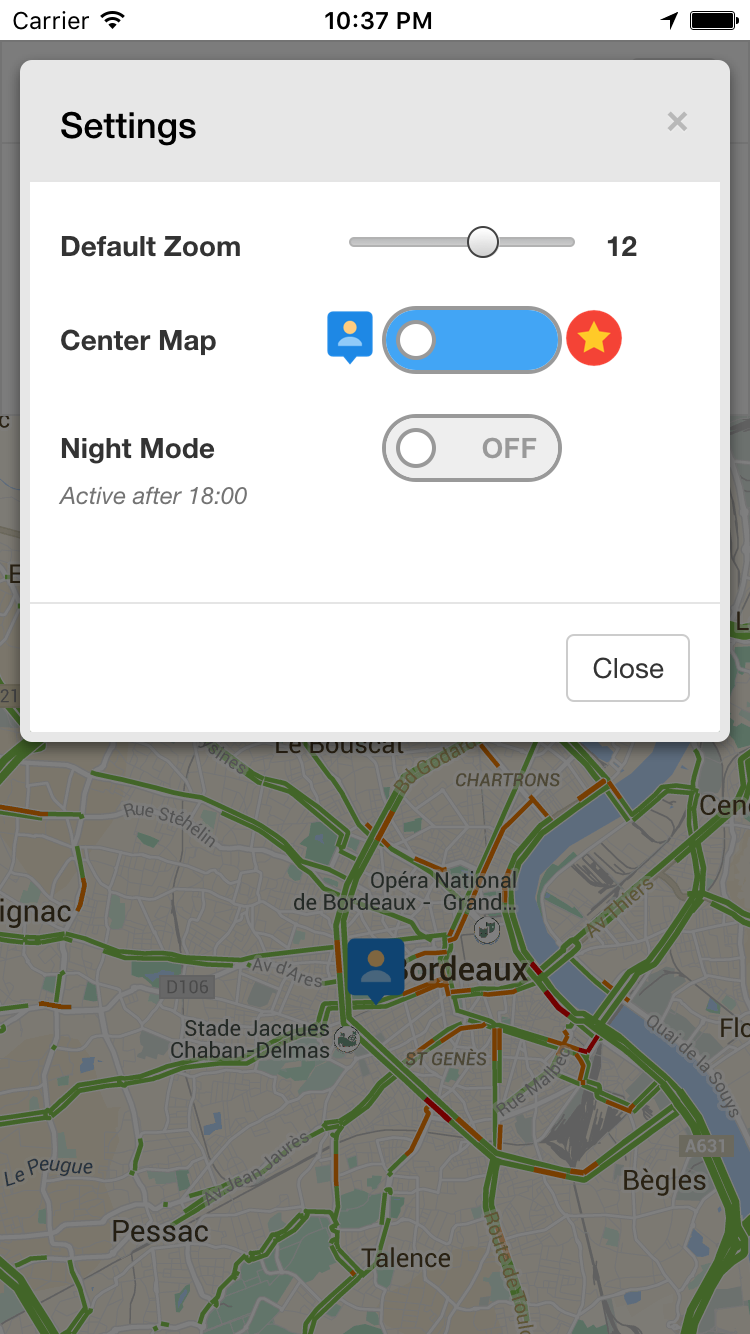 Carrier 10:37 PM
Settings ×
Default Zoom 12
Center Map
Night Mode OFF
Active after 18:00
Close
Le Bouscat
Bd Godard
CHARTRONS
Rue Stéhélin
Cen
Opéra National
de Bordeaux - Grand...
Av Thiers
ignac
Bordeaux
Av d'Ares
D106
Stade Jacques
Chaban-Delmas
Flo
ST GENÈS
Quai de la Souys
Rue Malbec
A631
Le Peugue
Av Jean Jaurès
Bègles
Pessac
Talence
Route de Toulo